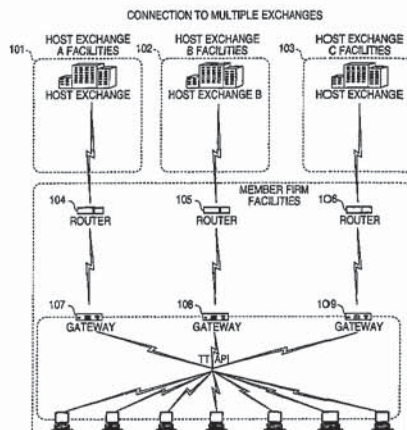 CONNECTION TO MULTIPLE EXCHANGES
101
HOST EXCHANGE
A FACILITIES
HOST EXCHANGE
102
HOST EXCHANGE
B FACILITIES
HOST EXCHANGE B
103
HOST EXCHANGE
C FACILITIES
HOST EXCHANGE
MEMBER FIRM
FACILITIES
104
ROUTER
105
ROUTER
106
ROUTER
107
GATEWAY
108
GATEWAY
109
GATEWAY
TT API